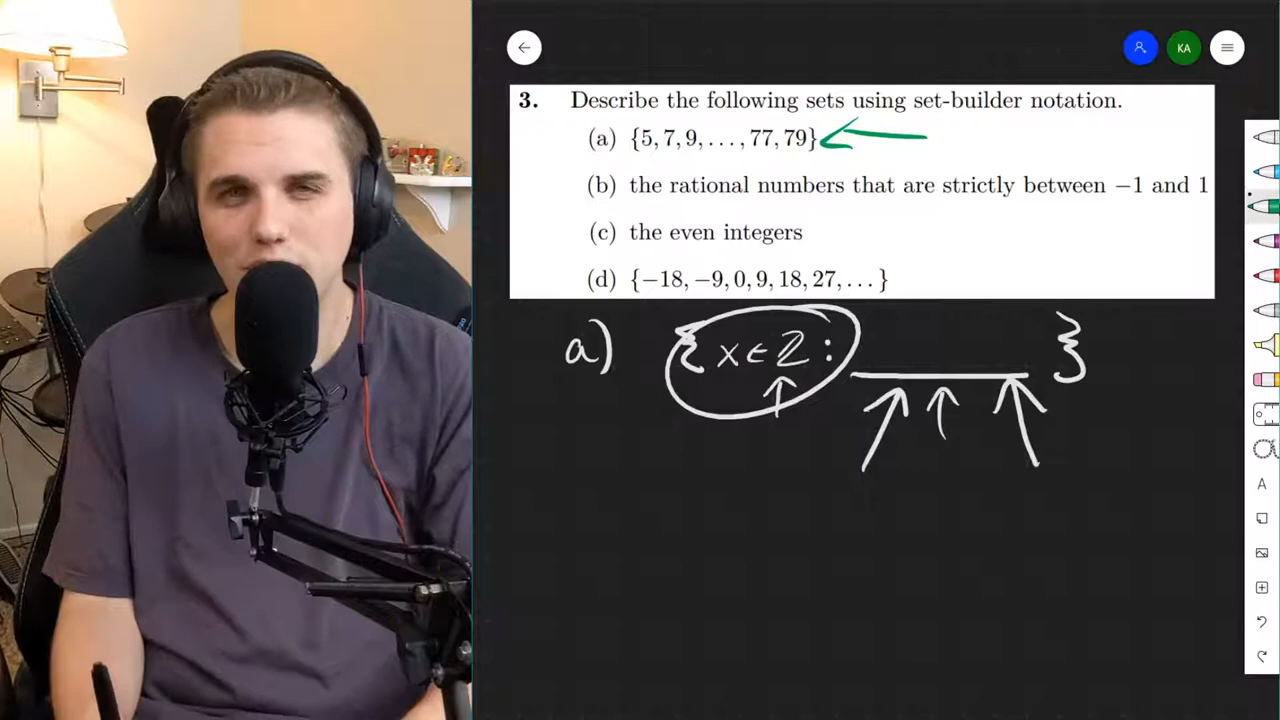 KA
3. Describe the following sets using set-builder notation.
(a) {5, 7, 9, . . . , 77, 79}
(b) the rational numbers that are strictly between −1 and 1
(c) the even integers
(d) {−18, −9, 0, 9, 18, 27, . . . }
a) { x ∈ ℤ : ______ }
A